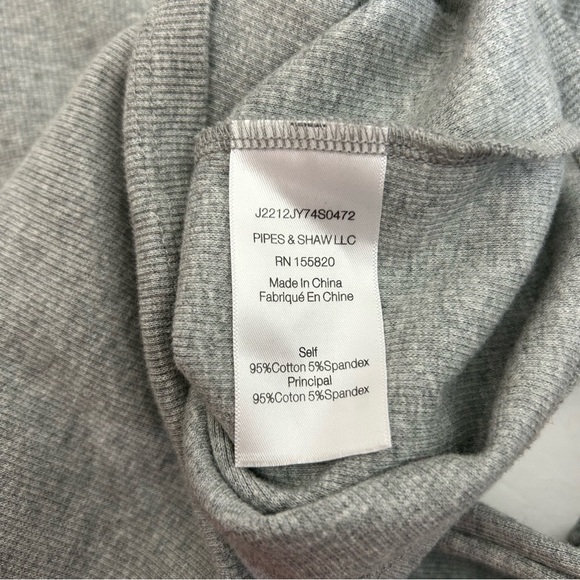 J2212JY74S0472
PIPES & SHAW LLC
RN 155820
Made In China
Fabriqué En Chine
Self
95%Cotton 5%Spandex
Principal
95%Coton 5%Spandex